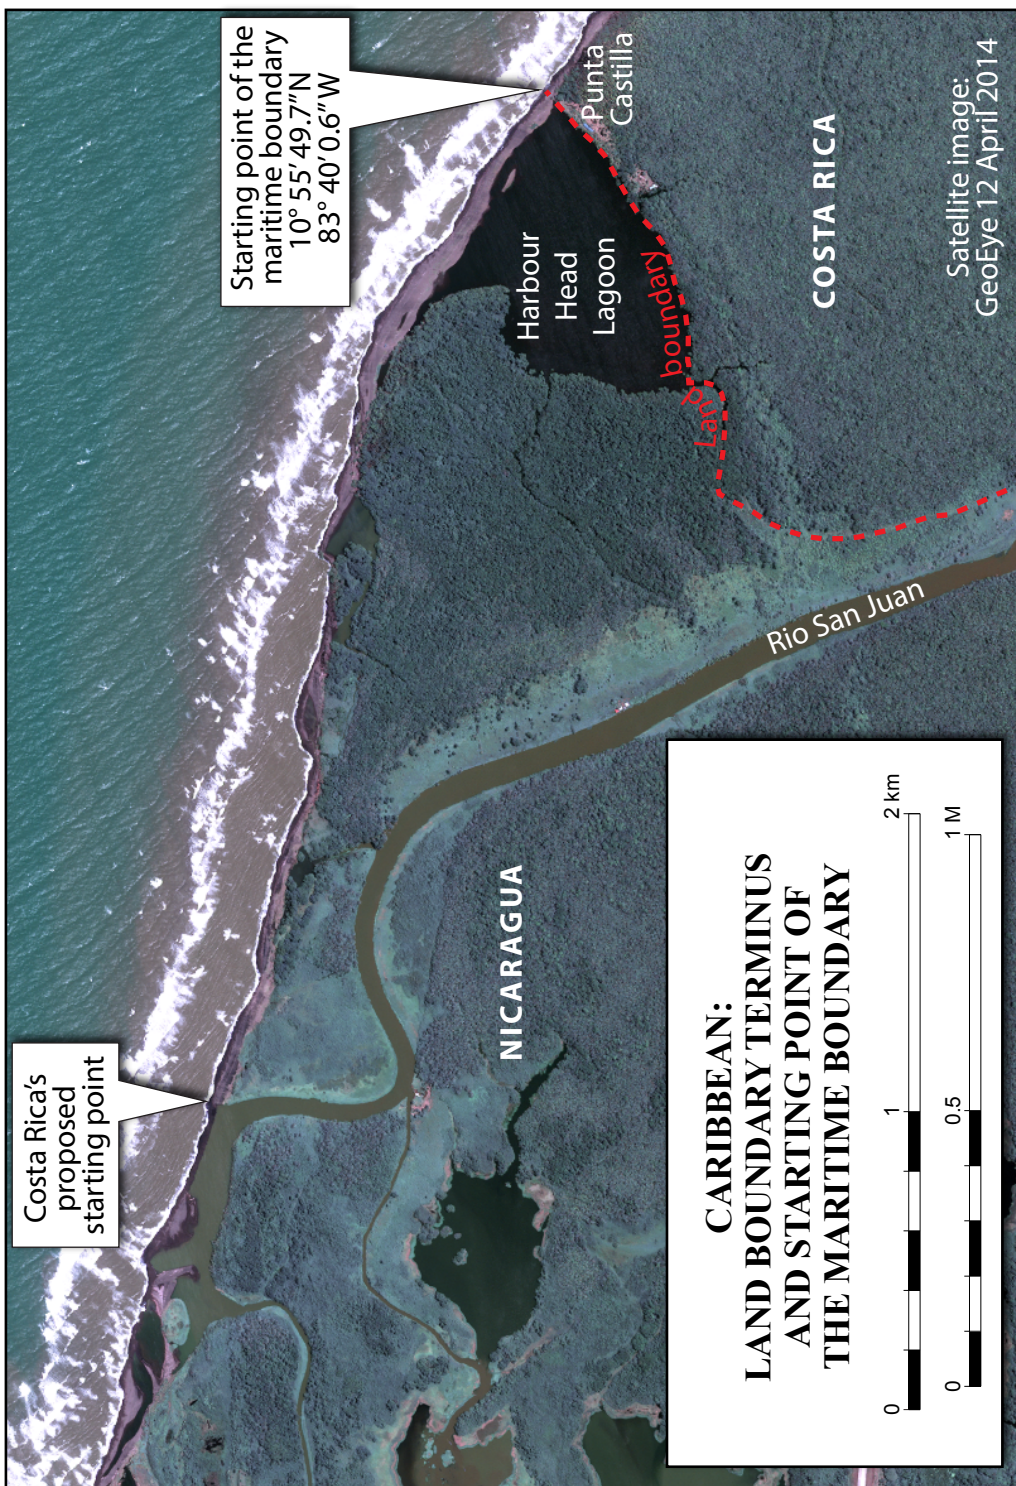 Starting point of the
maritime boundary
10° 55′ 49.7″N
83° 40′ 0.6″W
Punta
Castilla
Harbour
Head
Lagoon
Land boundary
COSTA RICA
Satellite image:
GeoEye 12 April 2014
Rio San Juan
NICARAGUA
Costa Rica’s
proposed
starting point
CARIBBEAN:
LAND BOUNDARY TERMINUS
AND STARTING POINT OF
THE MARITIME BOUNDARY
0 1 2 km
0 0.5 1 M